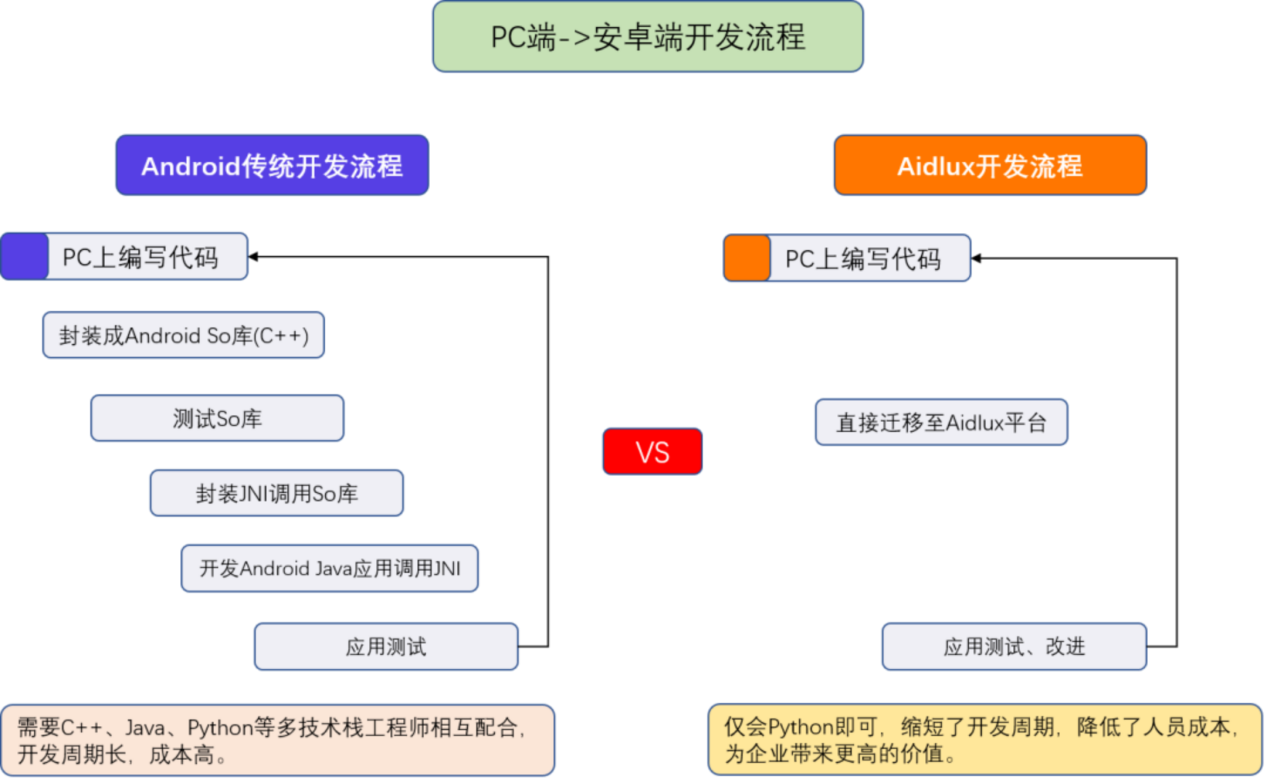 PC端->安卓端开发流程
Android传统开发流程
PC上编写代码
封装成Android So库(C++)
测试So库
封装JNI调用So库
开发Android Java应用调用JNI
应用测试
需要C++、Java、Python等多技术栈工程师相互配合,
开发周期长,成本高。
VS
Aidlux开发流程
PC上编写代码
直接迁移至Aidlux平台
应用测试、改进
仅会Python即可,缩短了开发周期,降低了人员成本,
为企业带来更高的价值。